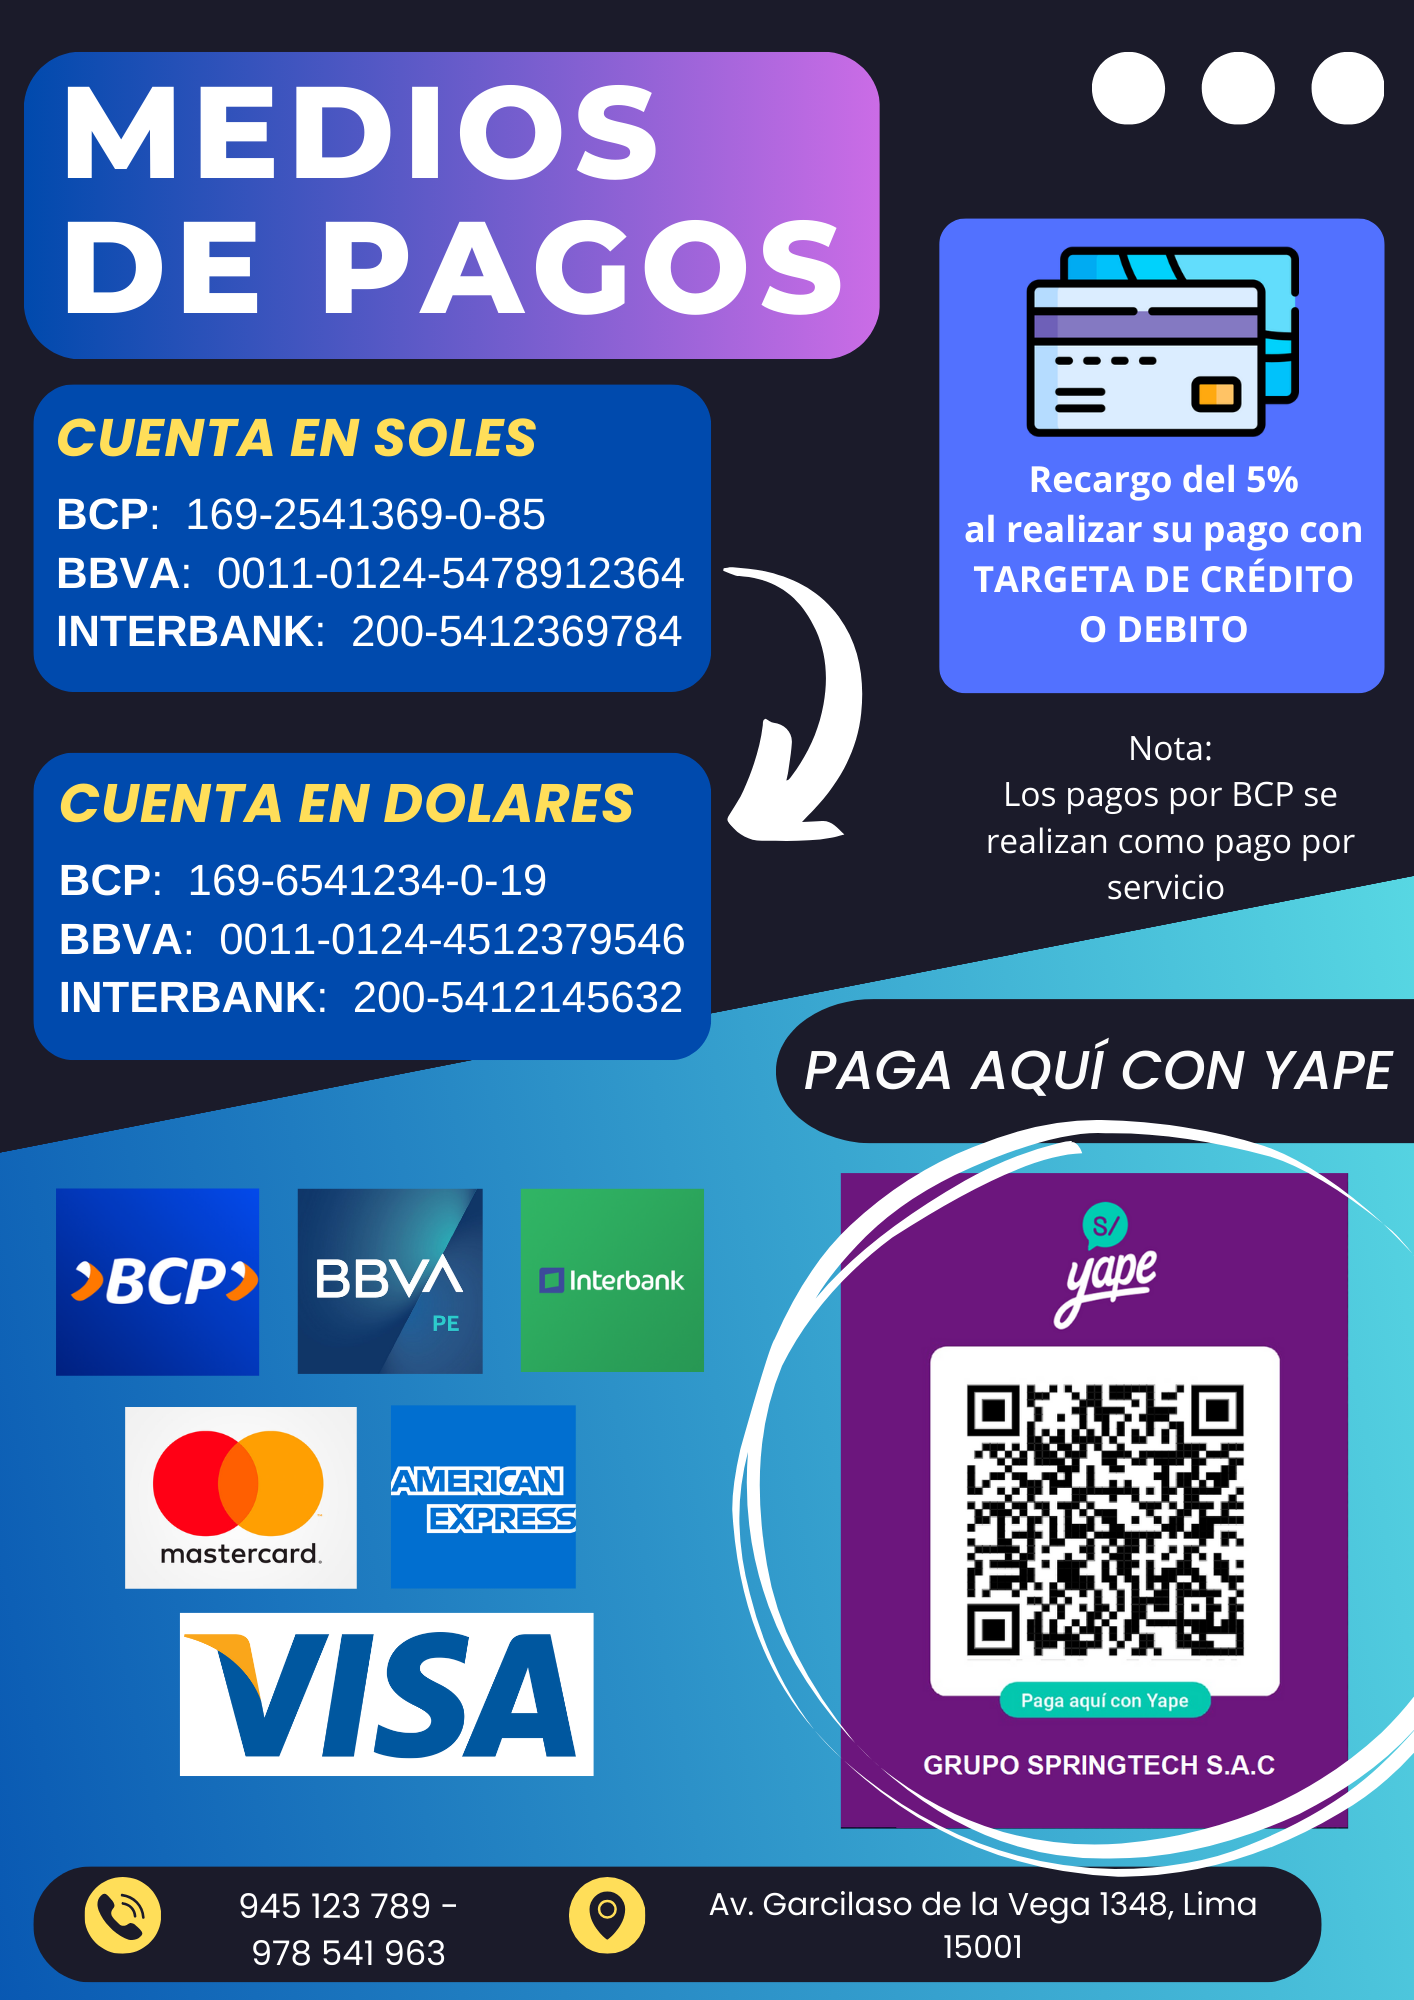 MEDIOS
DE PAGOS
CUENTA EN SOLES
BCP: 169-2541369-0-85
BBVA: 0011-0124-5478912364
INTERBANK: 200-5412369784
Recargo del 5%
al realizar su pago con
TARGETA DE CRÉDITO
O DEBITO
CUENTA EN DOLARES
BCP: 169-6541234-0-19
BBVA: 0011-0124-4512379546
INTERBANK: 200-5412145632
Nota:
Los pagos por BCP se
realizan como pago por
servicio
PAGA AQUÍ CON YAPE
BCP
BBVA
PE
Interbank
mastercard.
AMERICAN
EXPRESS
VISA
S/
yape
Paga aquí con Yape
GRUPO SPRINGTECH S.A.C
945 123 789 -
978 541 963
Av. Garcilaso de la Vega 1348, Lima
15001